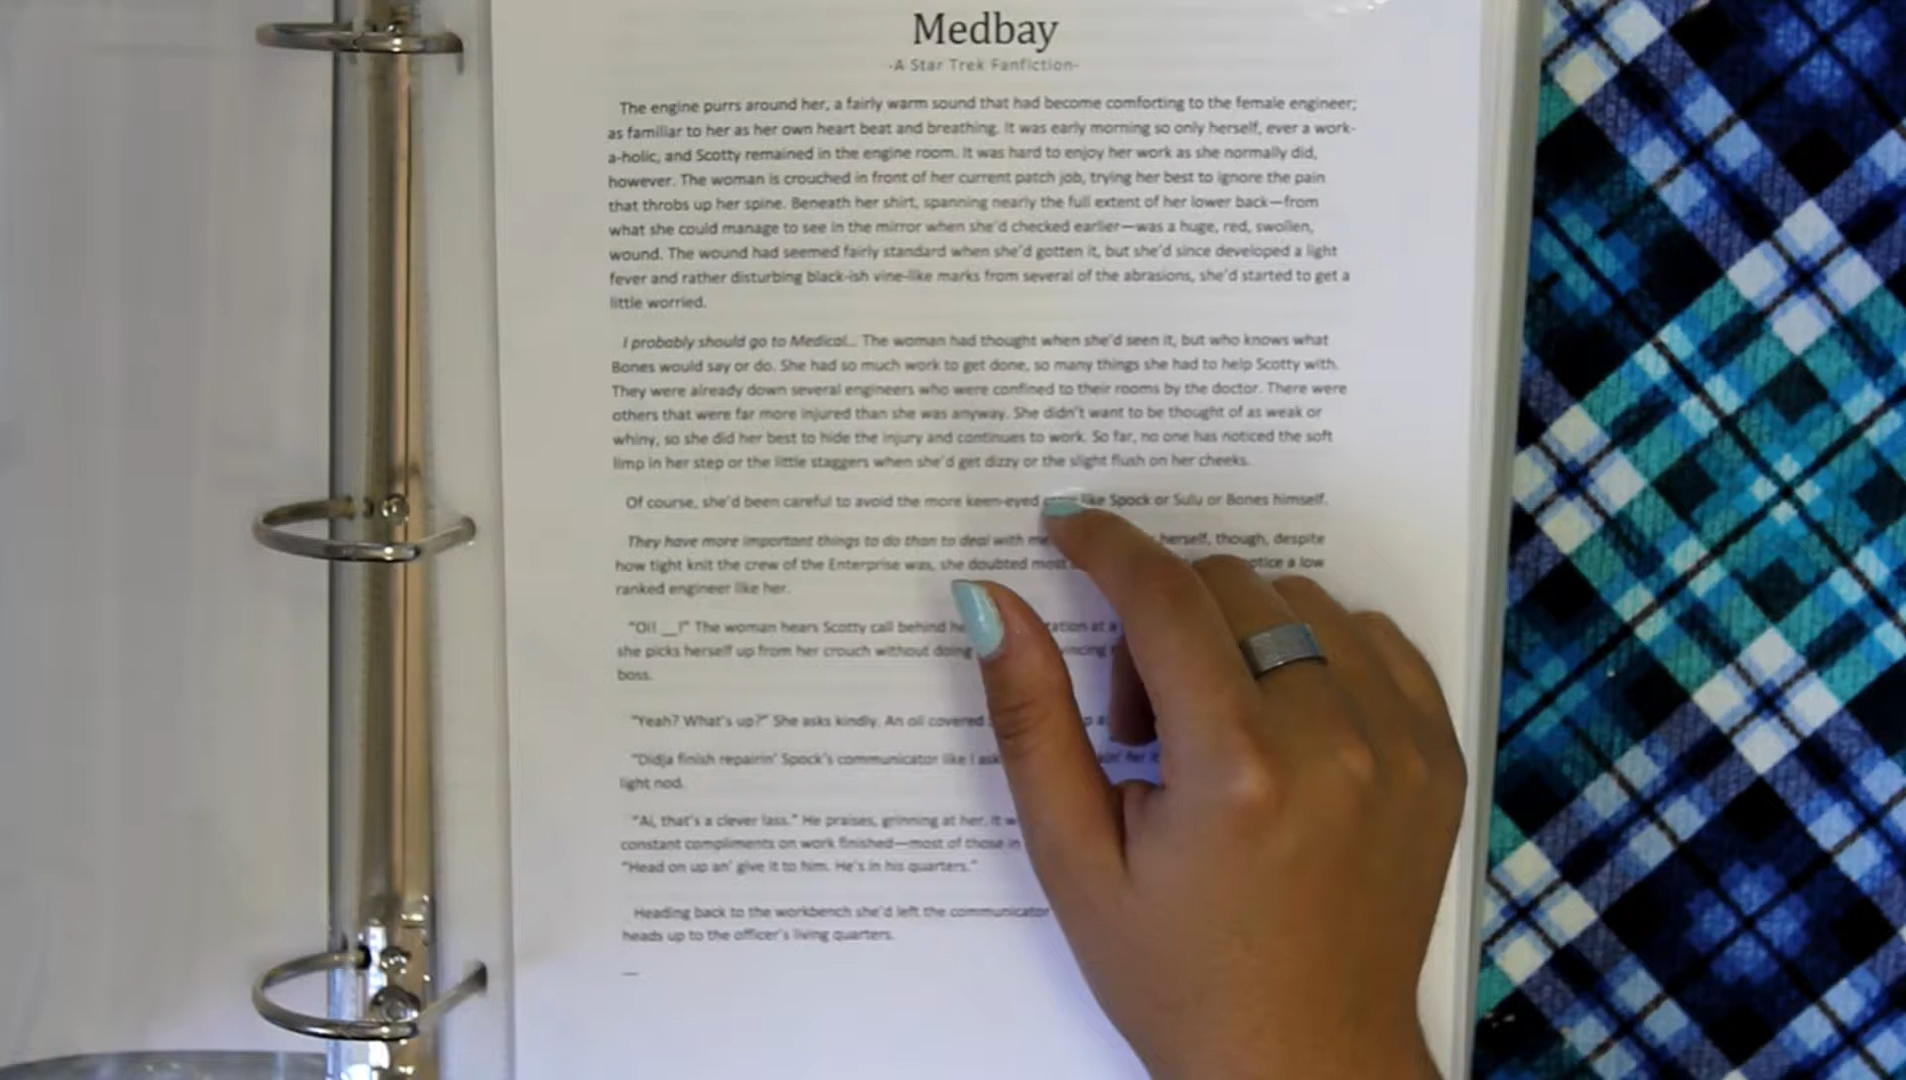 Medbay
-A Star Trek Fanfiction-
The engine purrs around her, a fairly warm sound that had become comforting to the female engineer;
as familiar to her as her own heart beat and breathing. It was early morning so only herself, ever a work-
a-holic, and Scotty remained in the engine room. It was hard to enjoy her work as she normally did,
however. The woman is crouched in front of her current patch job, trying her best to ignore the pain
that throbs up her spine. Beneath her shirt, spanning nearly the full extent of her lower back—from
what she could manage to see in the mirror when she'd checked earlier—was a huge, red, swollen,
wound. The wound had seemed fairly standard when she'd gotten it, but she'd since developed a light
fever and rather disturbing black-ish vine-like marks from several of the abrasions, she'd started to get a
little worried.
I probably should go to Medical... The woman had thought when she'd seen it, but who knows what
Bones would say or do. She had so much work to get done, so many things she had to help Scotty with.
They were already down several engineers who were confined to their rooms by the doctor. There were
others that were far more injured than she was anyway. She didn't want to be thought of as weak or
whiny, so she did her best to hide the injury and continues to work. So far, no one has noticed the soft
limp in her step or the little staggers when she'd get dizzy or the slight flush on her cheeks.
Of course, she'd been careful to avoid the more keen-eyed like Spock or Sulu or Bones himself.
They have more important things to do than to deal with me herself, though, despite
how tight knit the crew of the Enterprise was, she doubted most notice a low
ranked engineer like her.
"Oi! __!" The woman hears Scotty call behind at a
she picks herself up from her crouch without doing
boss.
"Yeah? What's up?" She asks kindly. An oil covered
"Didja finish repairin' Spock's communicator like I her
light nod.
"Ai, that's a clever lass." He praises, grinning at her. It
constant compliments on work finished—most of those in
"Head on up an' give it to him. He's in his quarters."
Heading back to the workbench she'd left the communicator
heads up to the officer's living quarters.
—